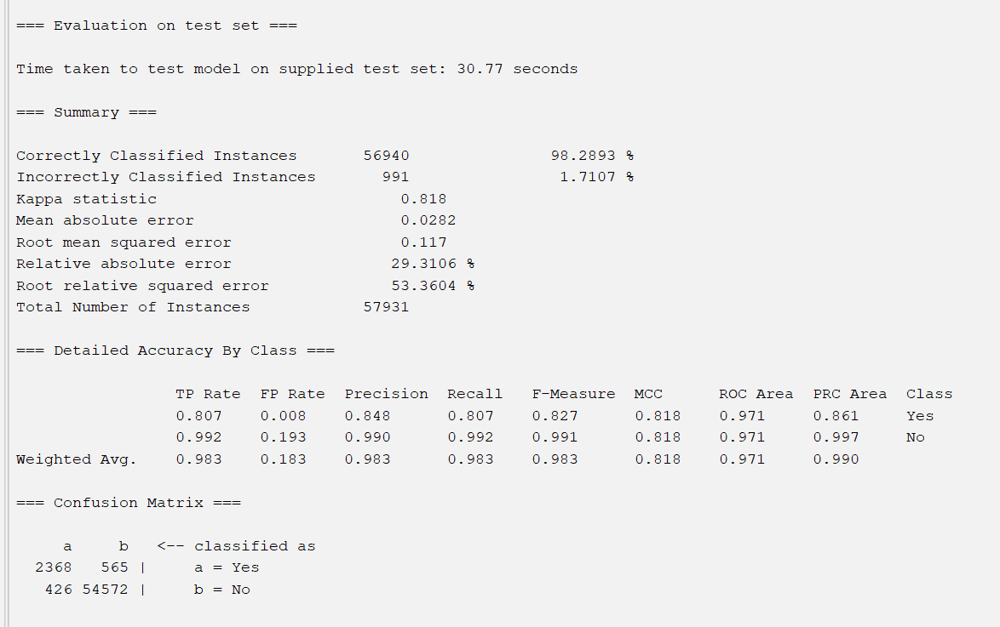 === Evaluation on test set ===
Time taken to test model on supplied test set: 30.77 seconds
=== Summary ===
Correctly Classified Instances 56940 98.2893 %
Incorrectly Classified Instances 991 1.7107 %
Kappa statistic 0.818
Mean absolute error 0.0282
Root mean squared error 0.117
Relative absolute error 29.3106 %
Root relative squared error 53.3604 %
Total Number of Instances 57931
=== Detailed Accuracy By Class ===
TP Rate FP Rate Precision Recall F-Measure MCC ROC Area PRC Area Class
0.807 0.008 0.848 0.807 0.827 0.818 0.971 0.861 Yes
0.992 0.193 0.990 0.992 0.991 0.818 0.971 0.997 No
Weighted Avg. 0.983 0.183 0.983 0.983 0.983 0.818 0.971 0.990
=== Confusion Matrix ===
a b <-- classified as
2368 565 | a = Yes
426 54572 | b = No